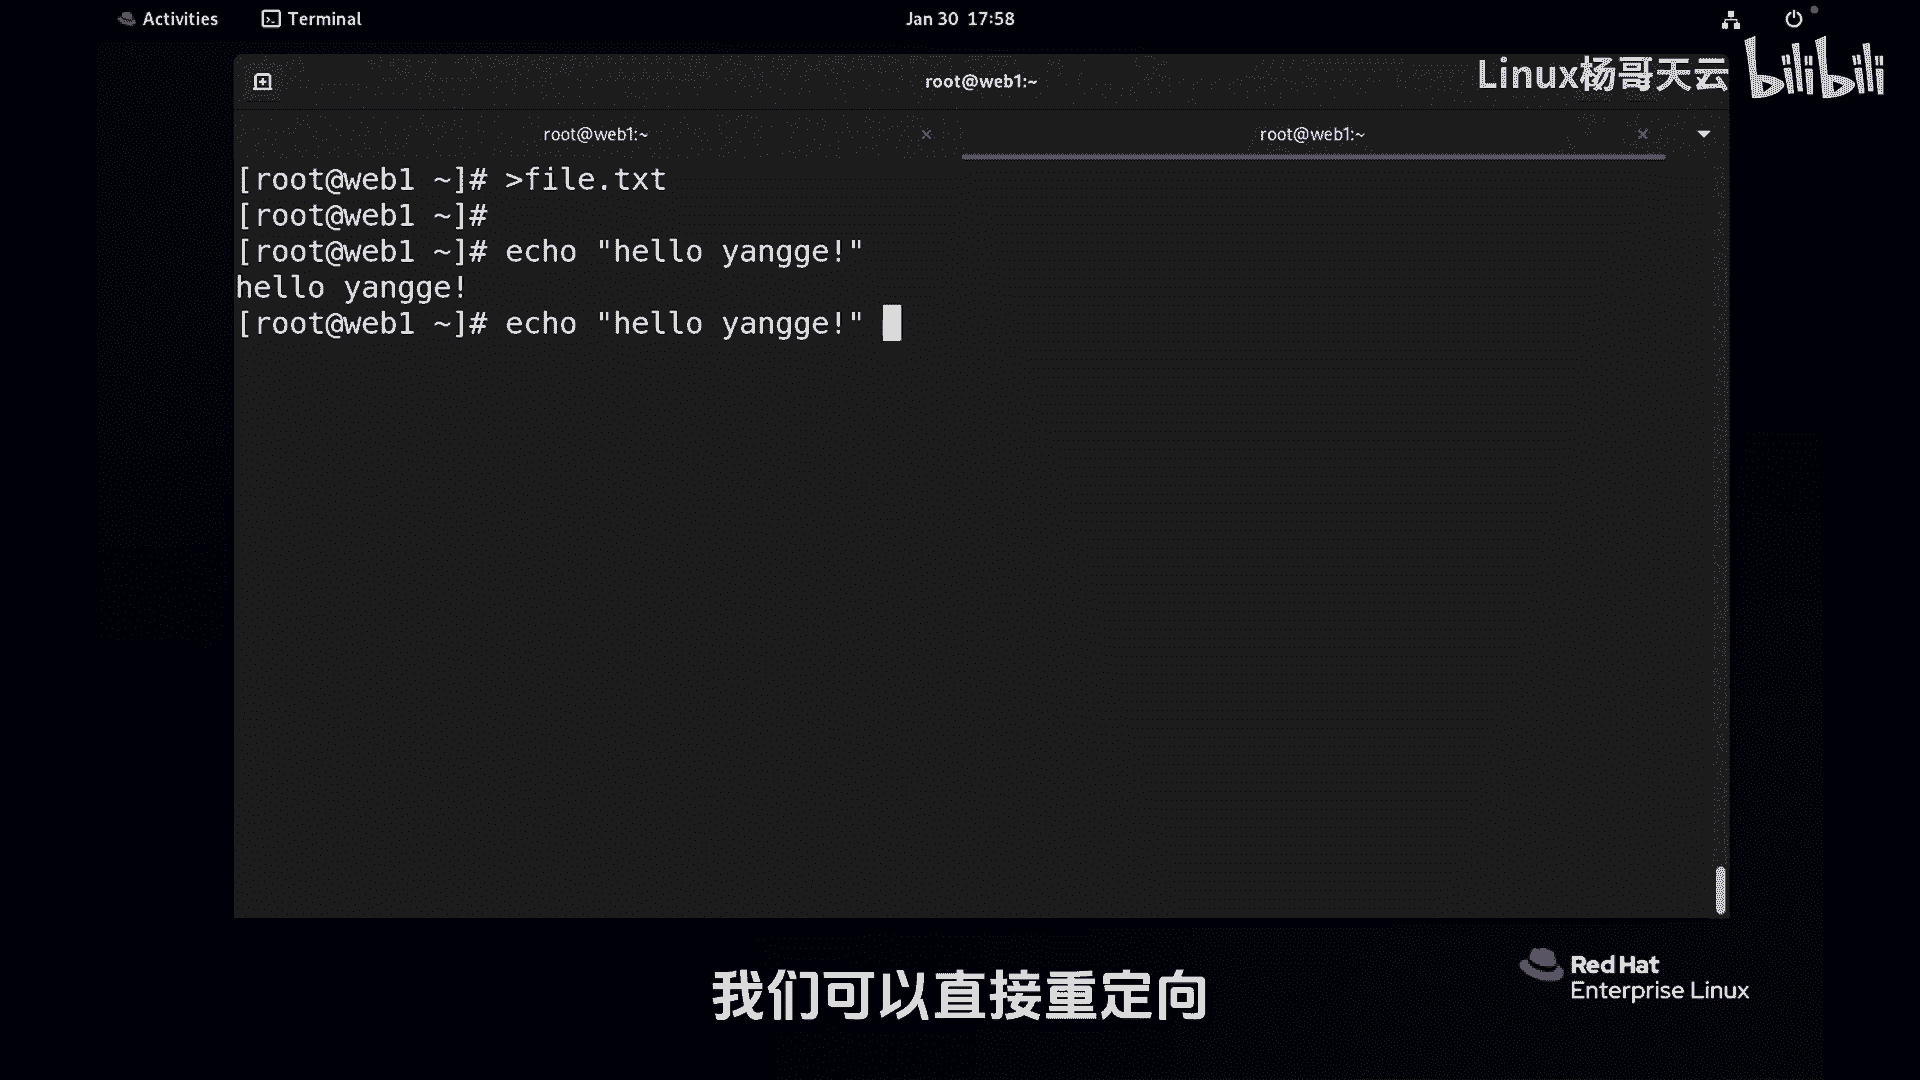 Activities Terminal Jan 30 17:58
Linux杨哥天云 bilibili
root@web1:~
root@web1:~ × root@web1:~ ×
[root@web1 ~]# >file.txt
[root@web1 ~]#
[root@web1 ~]# echo "hello yangge!"
hello yangge!
[root@web1 ~]# echo "hello yangge!"
Red Hat
Enterprise Linux
我们可以直接重定向